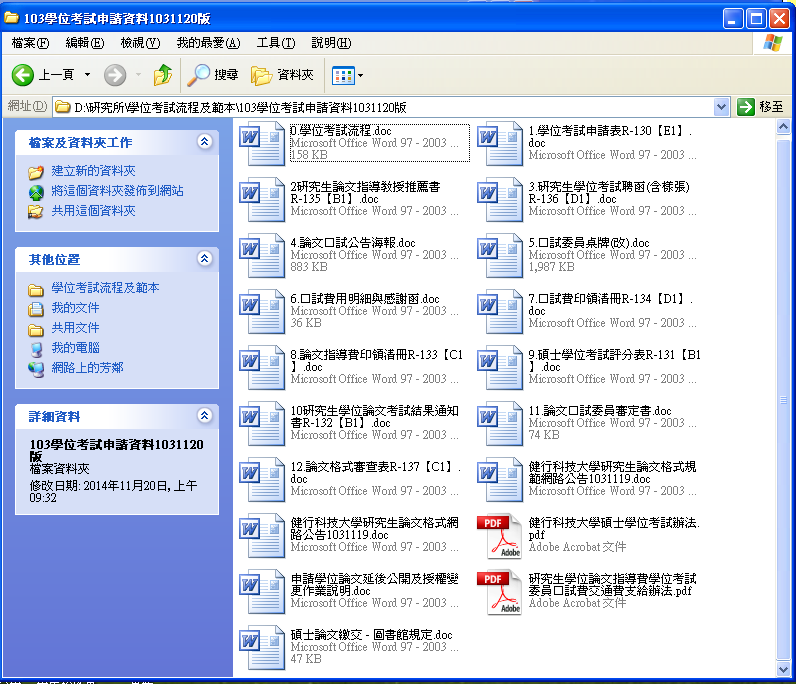 103學位考試申請資料1031120版
檔案(F) 編輯(E) 檢視(V) 我的最愛(A) 工具(T) 說明(H)
上一頁 搜尋 資料夾
網址(D) D:\研究所\學位考試流程及範本\103學位考試申請資料1031120版 移至
檔案及資料夾工作
建立新的資料夾
將這個資料夾發佈到網站
共用這個資料夾
其他位置
學位考試流程及範本
我的文件
共用文件
我的電腦
網路上的芳鄰
詳細資料
103學位考試申請資料1031120
版
檔案資料夾
修改日期: 2014年11月20日, 上午
09:32
0.學位考試流程.doc
Microsoft Office Word 97 - 2003 ...
158 KB
1.學位考試申請表R-130【E1】.
doc
Microsoft Office Word 97 - 2003 ...
2研究生論文指導教授推薦書
R-135【B1】.doc
Microsoft Office Word 97 - 2003 ...
3.研究生學位考試聘函(含樣張)
R-136【D1】.doc
Microsoft Office Word 97 - 2003 ...
4.論文口試公告海報.doc
Microsoft Office Word 97 - 2003 ...
883 KB
5.口試委員桌牌(改).doc
Microsoft Office Word 97 - 2003 ...
1,987 KB
6.口試費用明細與感謝函.doc
Microsoft Office Word 97 - 2003 ...
36 KB
7.口試費印領清冊R-134【D1】.
doc
Microsoft Office Word 97 - 2003 ...
8.論文指導費印領清冊R-133【C1
】.doc
Microsoft Office Word 97 - 2003 ...
9.碩士學位考試評分表R-131【B1
】.doc
Microsoft Office Word 97 - 2003 ...
10研究生學位論文考試結果通知
書R-132【B1】.doc
Microsoft Office Word 97 - 2003 ...
11.論文口試委員審定書.doc
Microsoft Office Word 97 - 2003 ...
74 KB
12.論文格式審查表R-137【C1】.
doc
Microsoft Office Word 97 - 2003 ...
健行科技大學研究生論文格式規
範網路公告1031119.doc
Microsoft Office Word 97 - 2003 ...
健行科技大學研究生論文格式網
路公告1031119.doc
Microsoft Office Word 97 - 2003 ...
PDF
Adobe
健行科技大學碩士學位考試辦法.
pdf
Adobe Acrobat 文件
申請學位論文延後公開及授權變
更作業說明.doc
Microsoft Office Word 97 - 2003 ...
PDF
Adobe
研究生學位論文指導費學位考試
委員口試費交通費支給辦法.pdf
Adobe Acrobat 文件
碩士論文繳交 - 圖書館規定.doc
Microsoft Office Word 97 - 2003 ...
47 KB